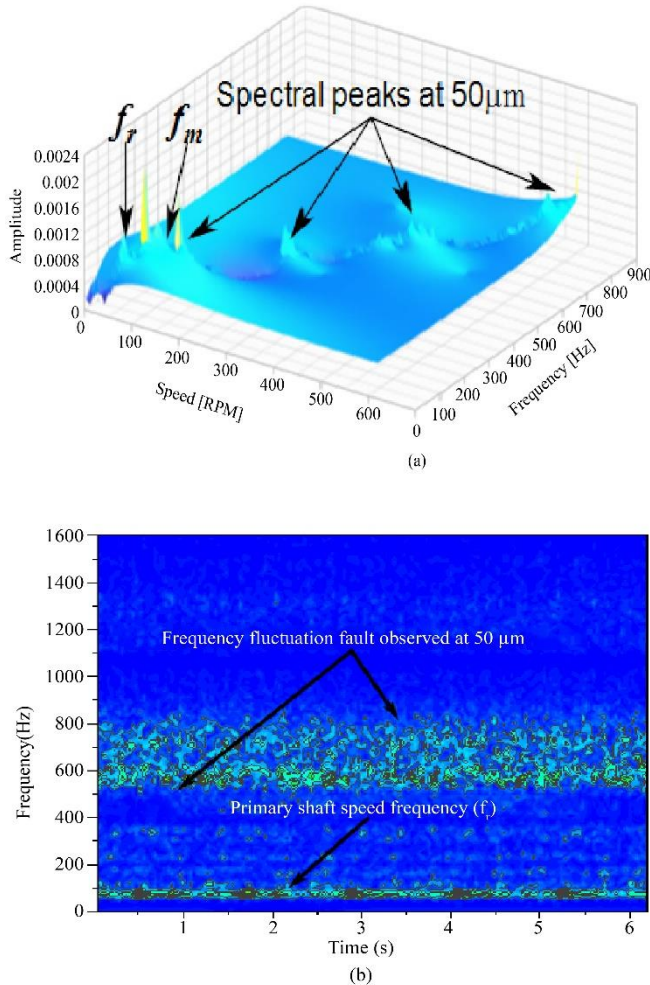 Spectral peaks at 50µm
f_r f_m
0.0024
0.002
0.0016
0.0012
0.0008
0.0004
0
Amplitude
0
100
200
300
400
500
600
Speed [RPM]
0
100
200
300
400
500
600
700
800
900
Frequency [Hz]
(a)
1600
1400
1200
1000
800
600
400
200
0
Frequency(Hz)
Frequency fluctuation fault observed at 50 µm
Primary shaft speed frequency (f_r)
1 2 3 4 5 6
Time (s)
(b)